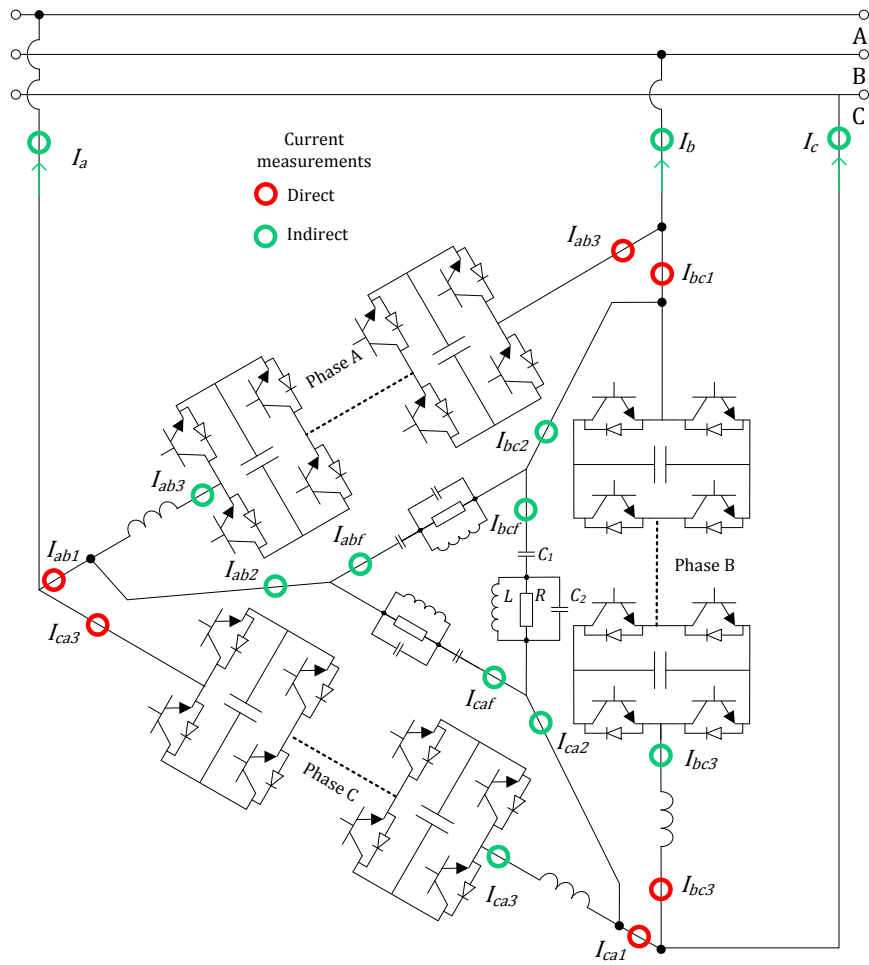 A
B
C
I_a
Current
measurements
Direct
Indirect
I_b
I_c
I_ab3
I_bc1
Phase A
I_bc2
I_ab3
I_bcf
I_abf
I_ab1
I_ab2
C_1
L
R
C_2
Phase B
I_ca3
I_caf
I_ca2
I_bc3
Phase C
I_ca3
I_bc3
I_ca1